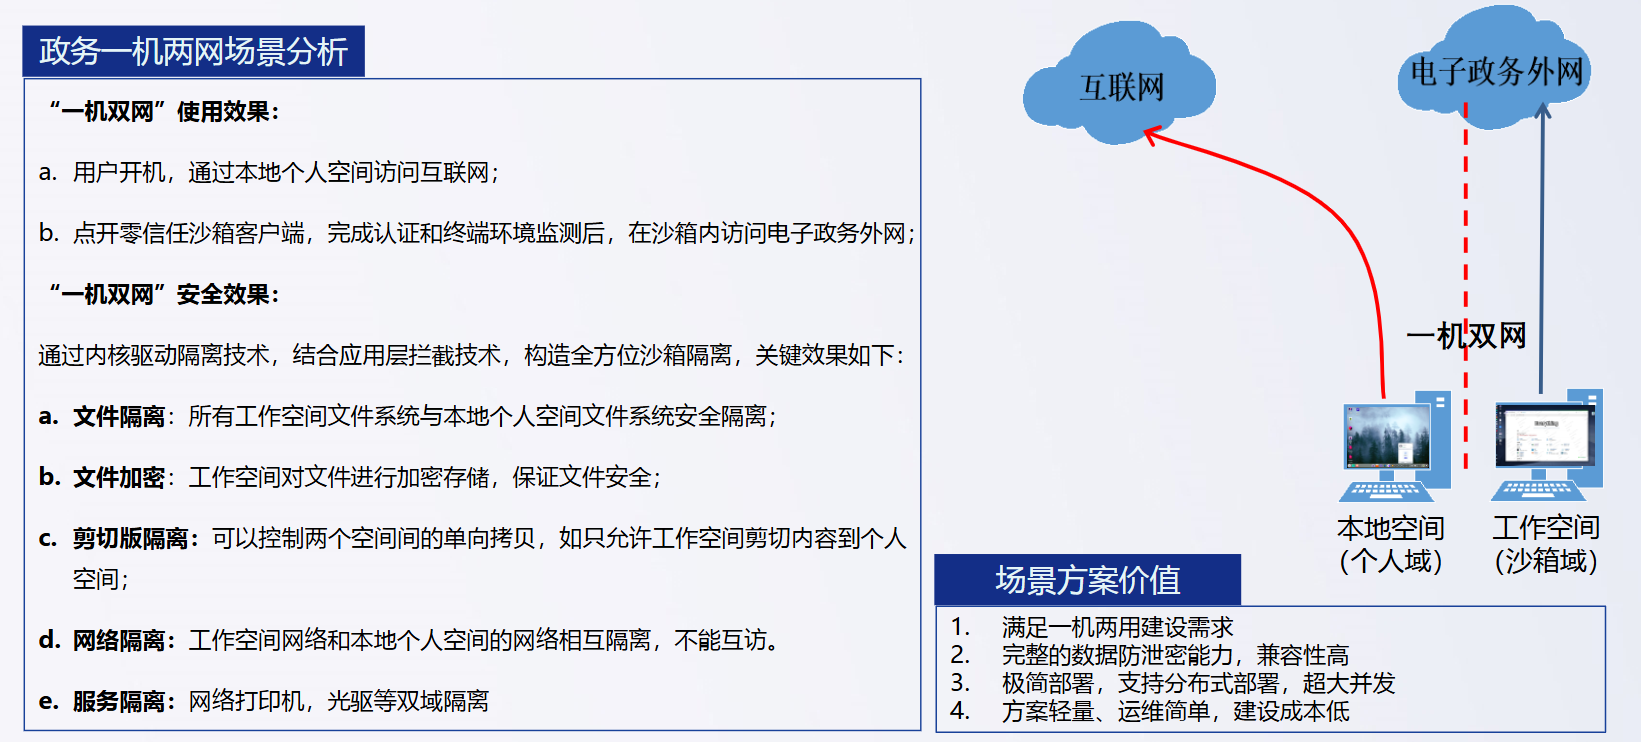 政务一机两网场景分析
“一机双网”使用效果：
a. 用户开机，通过本地个人空间访问互联网；
b. 点开零信任沙箱客户端，完成认证和终端环境监测后，在沙箱内访问电子政务外网；
“一机双网”安全效果：
通过内核驱动隔离技术，结合应用层拦截技术，构造全方位沙箱隔离，关键效果如下：
a. 文件隔离：所有工作空间文件系统与本地个人空间文件系统安全隔离；
b. 文件加密：工作空间对文件进行加密存储，保证文件安全；
c. 剪切版隔离：可以控制两个空间间的单向拷贝，如只允许工作空间剪切内容到个人
空间；
d. 网络隔离：工作空间网络和本地个人空间的网络相互隔离，不能互访。
e. 服务隔离：网络打印机，光驱等双域隔离
互联网
电子政务外网
一机双网
本地空间
（个人域）
工作空间
（沙箱域）
场景方案价值
1. 满足一机两用建设需求
2. 完整的数据防泄密能力，兼容性高
3. 极简部署，支持分布式部署，超大并发
4. 方案轻量、运维简单，建设成本低